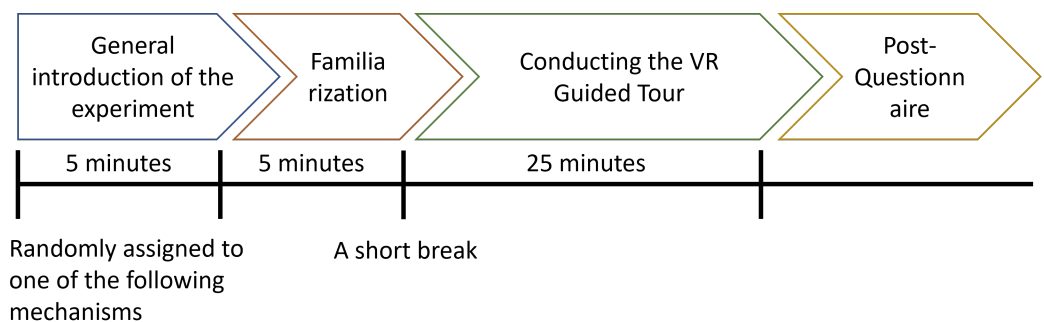 General
introduction of the
experiment
Familia
rization
Conducting the VR
Guided Tour
Post-
Questionn
aire
5 minutes
5 minutes
25 minutes
Randomly assigned to
one of the following
mechanisms
A short break